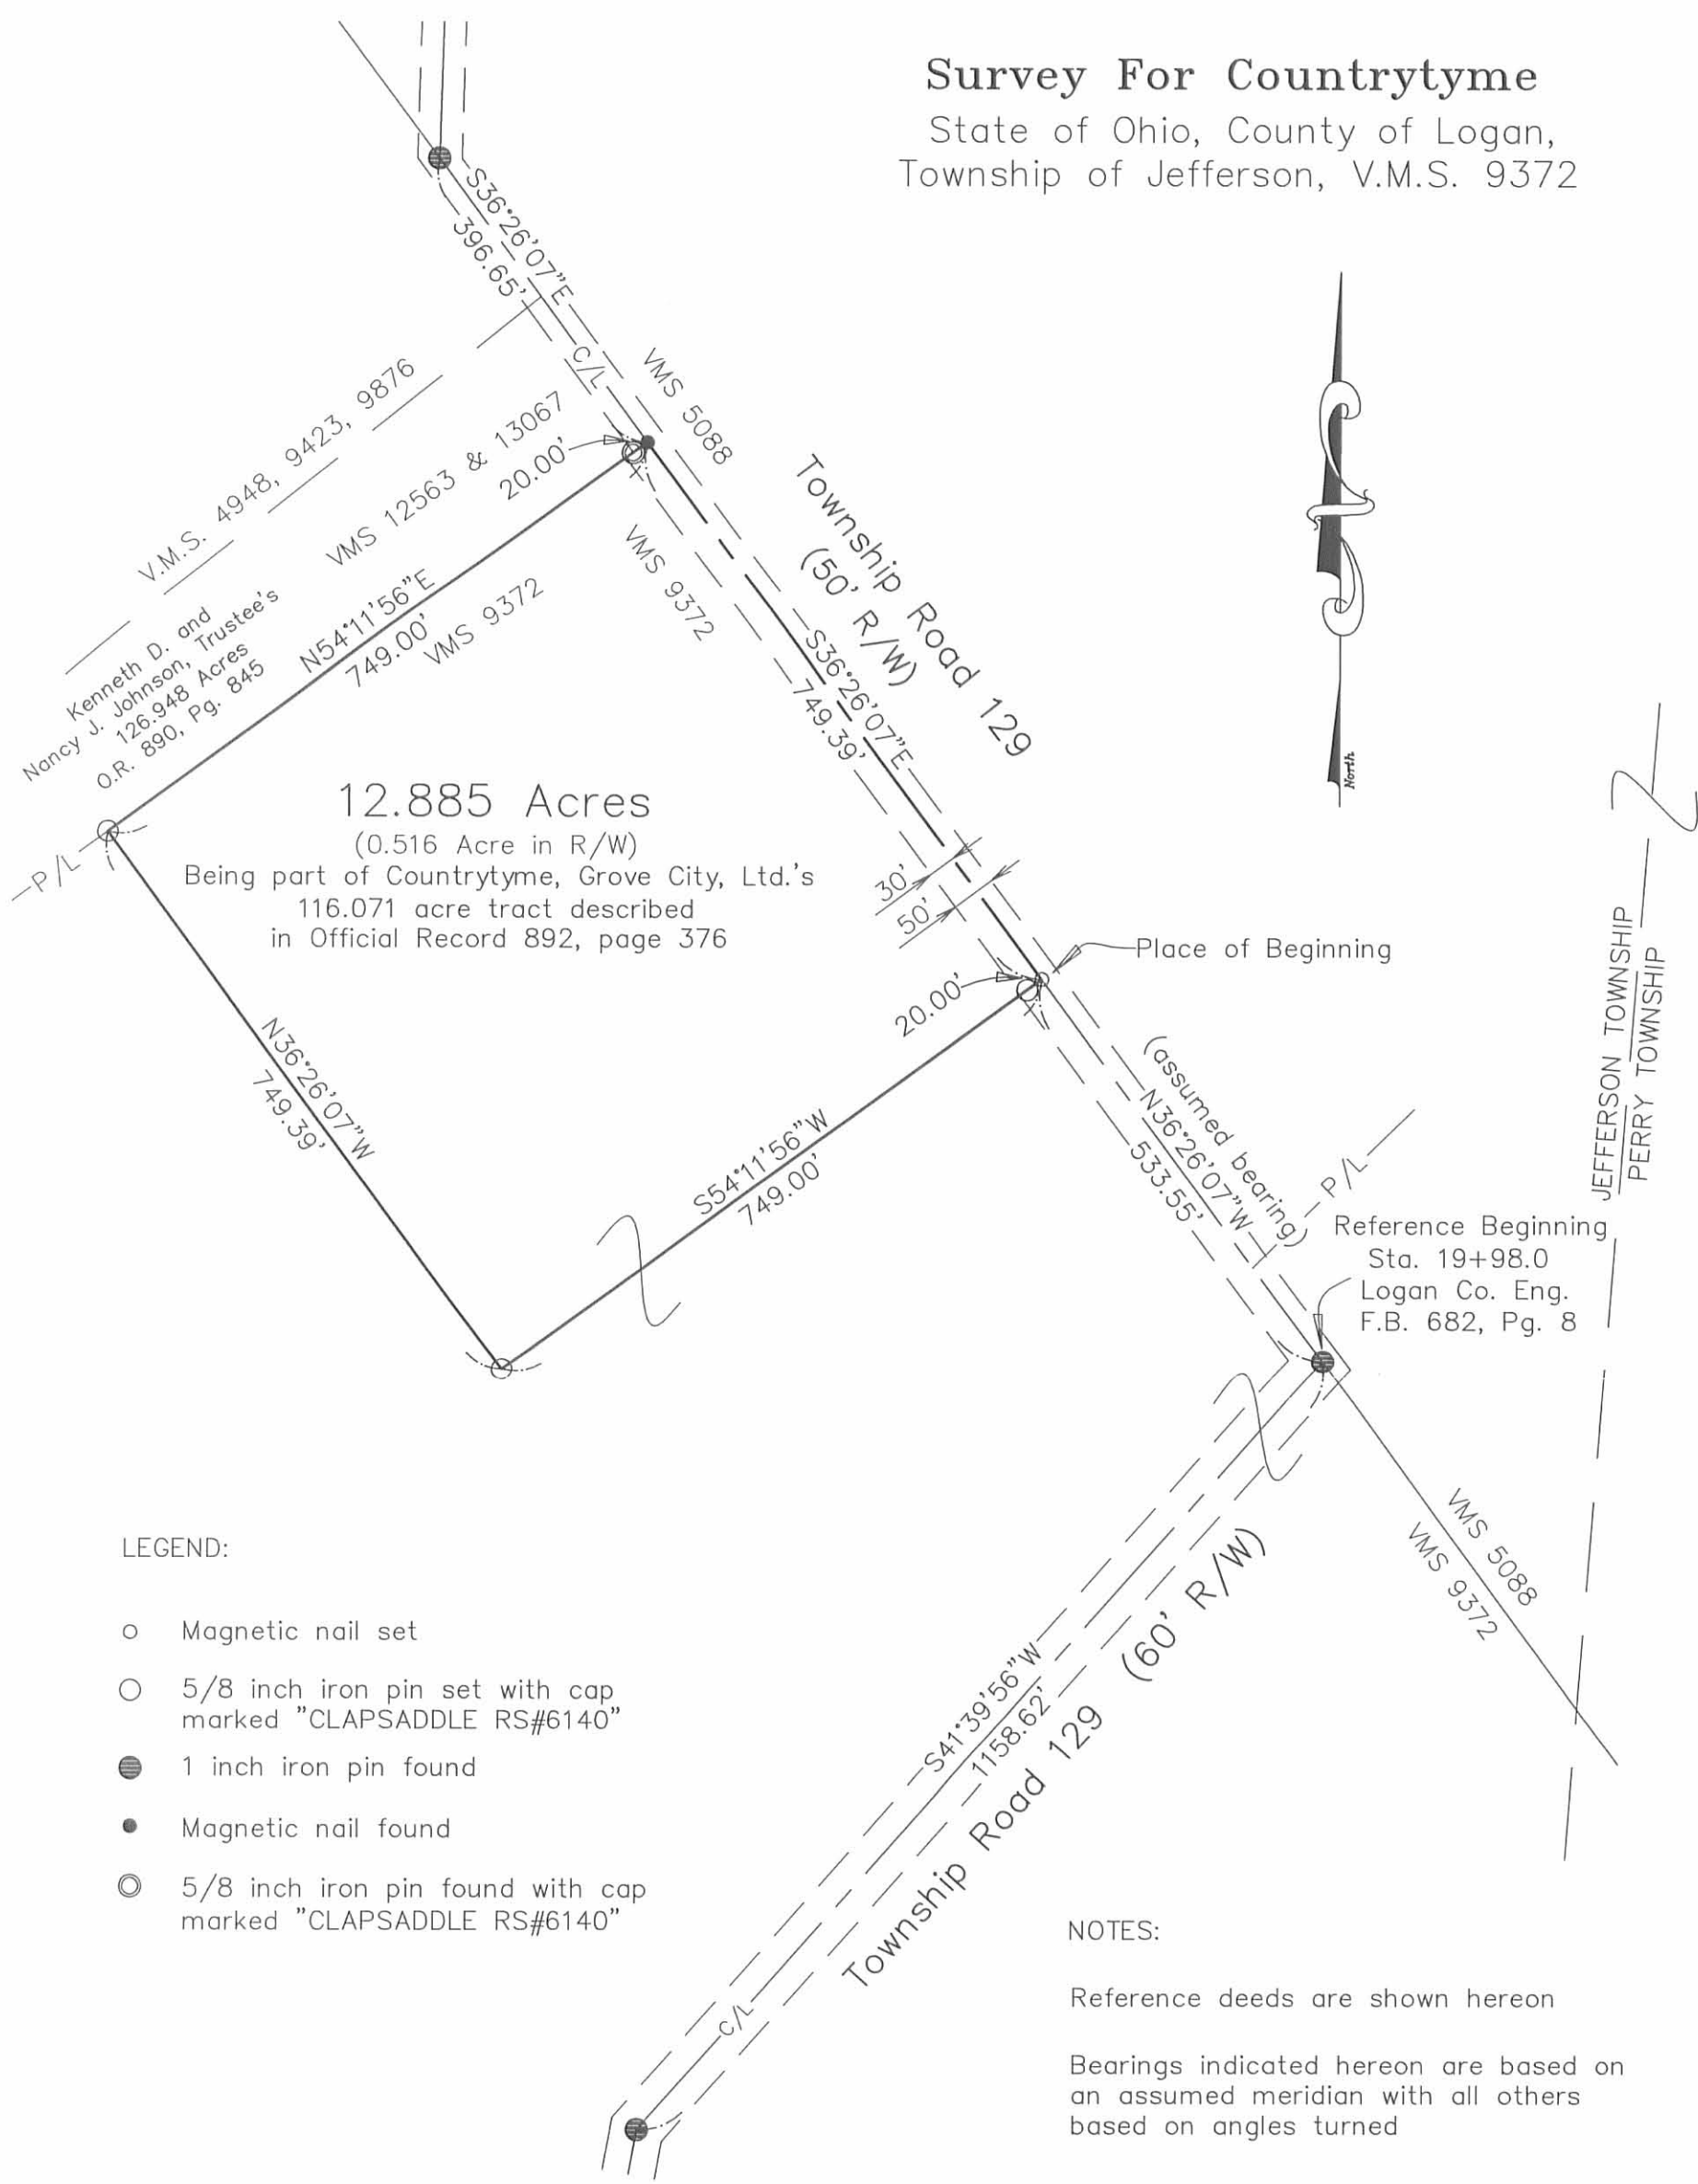 Survey For Countrytyme
State of Ohio, County of Logan,
Township of Jefferson, V.M.S. 9372
S36°26'07"E
396.65'
C/L
VMS 5088
V.M.S. 4948, 9423, 9876
VMS 12563 & 13067
20.00'
Township Road 129
(50' R/W)
VMS 9372
North
Kenneth D. and
Nancy J. Johnson, Trustee's
126.948 Acres
O.R. 890, Pg. 845
N54°11'56"E
749.00'
VMS 9372
S36°26'07"E
749.39'
P/L
12.885 Acres
(0.516 Acre in R/W)
Being part of Countrytyme, Grove City, Ltd.'s
116.071 acre tract described
in Official Record 892, page 376
30'
50'
Place of Beginning
20.00'
JEFFERSON TOWNSHIP
PERRY TOWNSHIP
N36°26'07"W
749.39'
S54°11'56"W
749.00'
(assumed bearing)
N36°26'07"W
533.55'
P/L
Reference Beginning
Sta. 19+98.0
Logan Co. Eng.
F.B. 682, Pg. 8
VMS 5088
VMS 9372
S41°39'56"W
1158.62'
Township Road 129 (60' R/W)
C/L
LEGEND:
Magnetic nail set
5/8 inch iron pin set with cap
marked "CLAPSADDLE RS#6140"
1 inch iron pin found
Magnetic nail found
5/8 inch iron pin found with cap
marked "CLAPSADDLE RS#6140"
NOTES:
Reference deeds are shown hereon
Bearings indicated hereon are based on
an assumed meridian with all others
based on angles turned